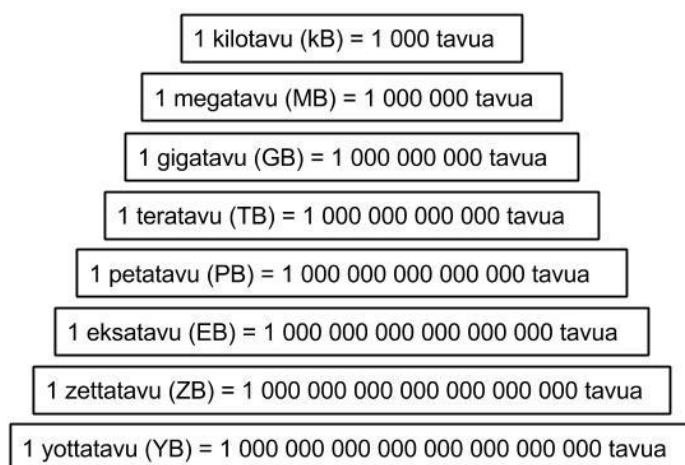 1 kilotavu (kB) = 1 000 tavua
1 megatavu (MB) = 1 000 000 tavua
1 gigatavu (GB) = 1 000 000 000 tavua
1 teratavu (TB) = 1 000 000 000 000 tavua
1 petatavu (PB) = 1 000 000 000 000 000 tavua
1 eksatavu (EB) = 1 000 000 000 000 000 000 tavua
1 zettatavu (ZB) = 1 000 000 000 000 000 000 000 tavua
1 yottatavu (YB) = 1 000 000 000 000 000 000 000 000 tavua